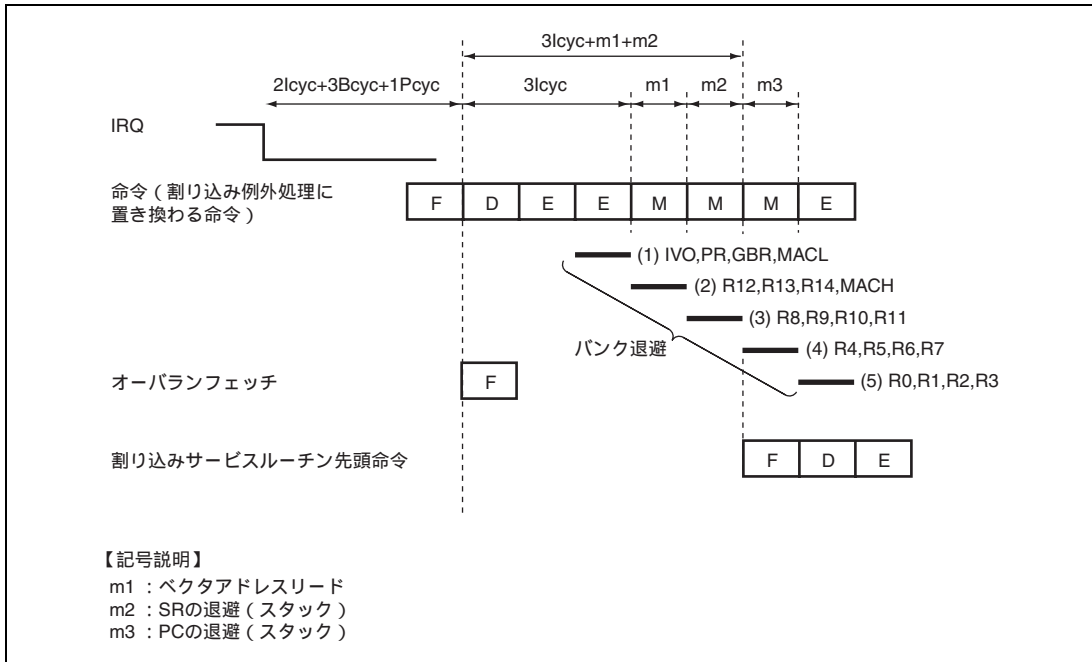 3Icyc+m1+m2
2Icyc+3Bcyc+1Pcyc
3Icyc
m1
m2
m3
IRQ
命令（割り込み例外処理に
置き換わる命令）
F D E E M M M E
(1) IVO,PR,GBR,MACL
(2) R12,R13,R14,MACH
(3) R8,R9,R10,R11
バンク退避
(4) R4,R5,R6,R7
オーバランフェッチ
F
(5) R0,R1,R2,R3
割り込みサービスルーチン先頭命令
F D E
【記号説明】
m1 ：ベクタアドレスリード
m2 ：SRの退避（スタック）
m3 ：PCの退避（スタック）